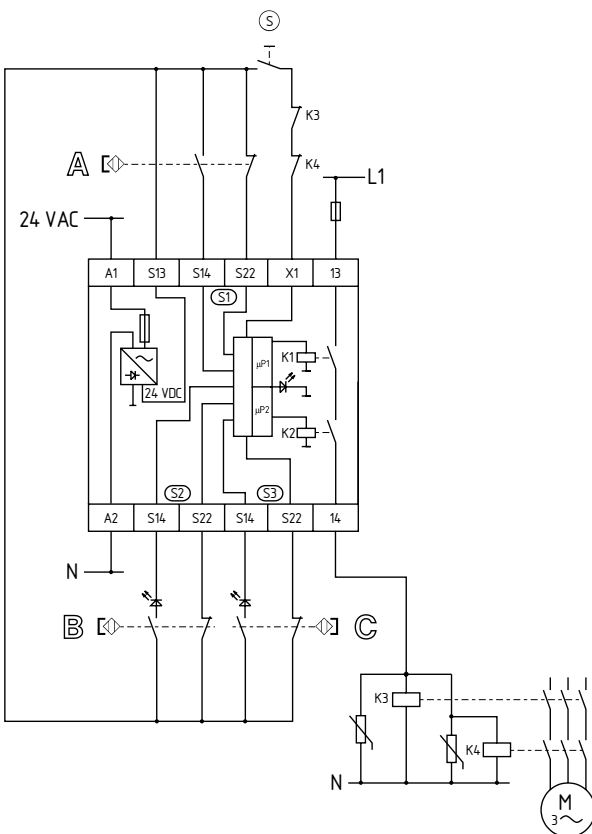 S
K3
A
K4
L1
24 VAC
A1 S13 S14 S22 X1 13
S1
μP1
K1
24 VDC
μP2
K2
S2 S3
A2 S14 S22 S14 S22 14
N
B C
K3
K4
N
M
3